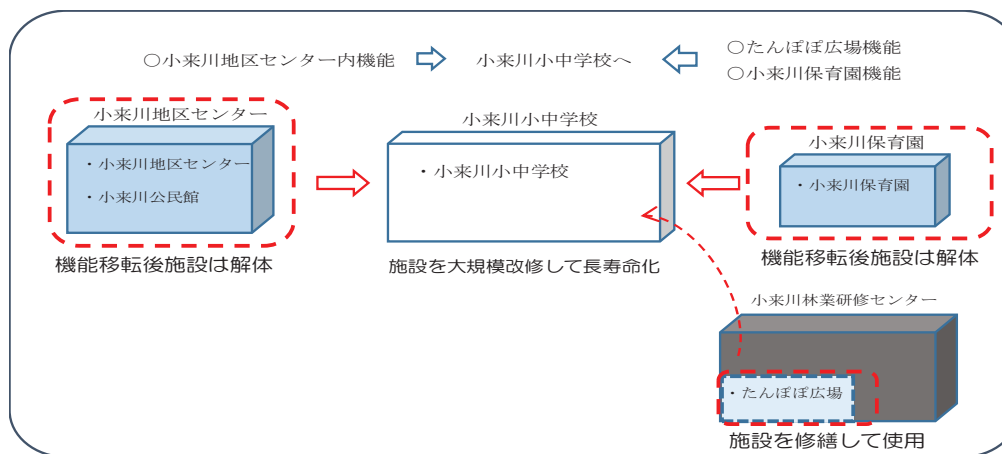 ○小来川地区センター内機能
小来川小中学校へ
○たんぽぽ広場機能
○小来川保育園機能
小来川地区センター
・小来川地区センター
・小来川公民館
機能移転後施設は解体
小来川小中学校
・小来川小中学校
施設を大規模改修して長寿命化
小来川保育園
・小来川保育園
機能移転後施設は解体
小来川林業研修センター
・たんぽぽ広場
施設を修繕して使用